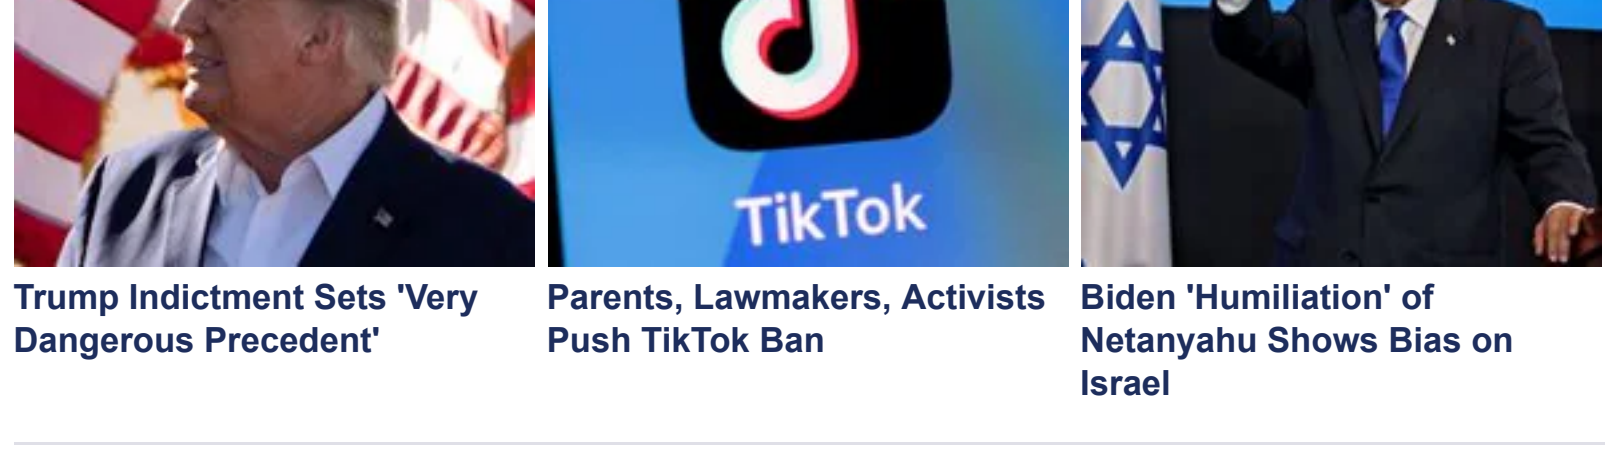 TikTok
Trump Indictment Sets 'Very
Dangerous Precedent'
Parents, Lawmakers, Activists
Push TikTok Ban
Biden 'Humiliation' of
Netanyahu Shows Bias on
Israel